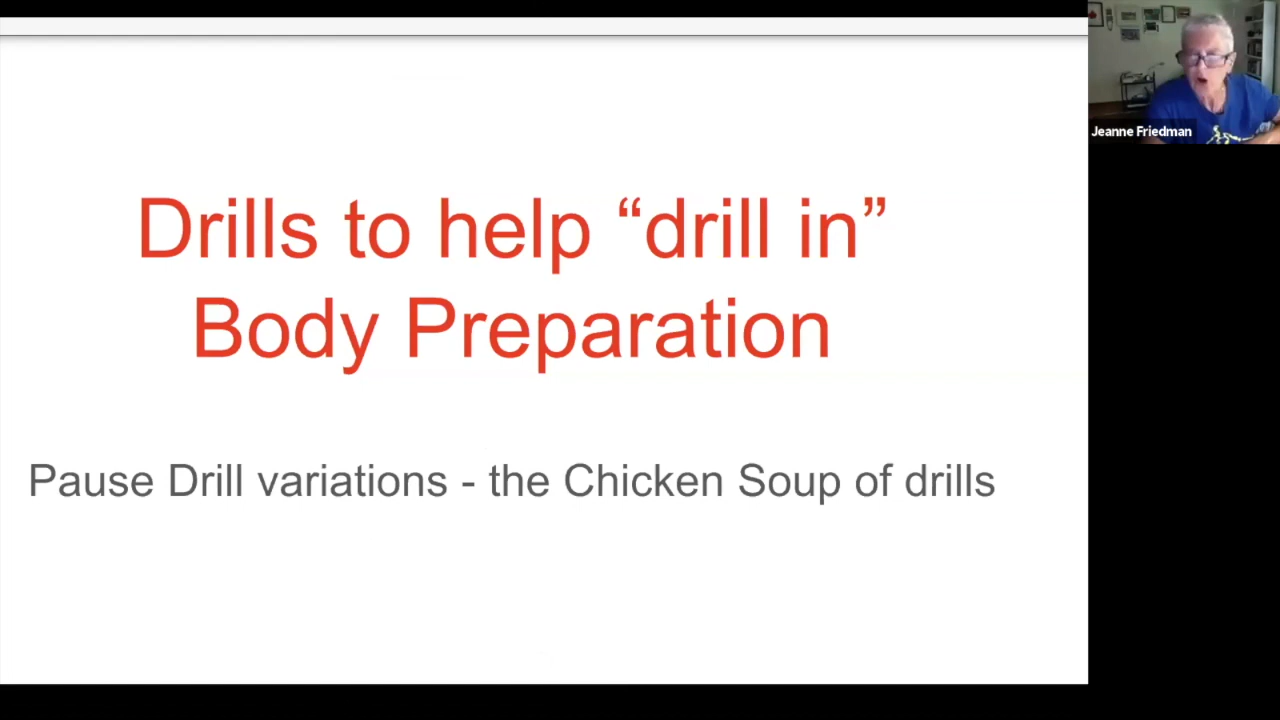 Drills to help “drill in”
Body Preparation
Pause Drill variations - the Chicken Soup of drills
Jeanne Friedman